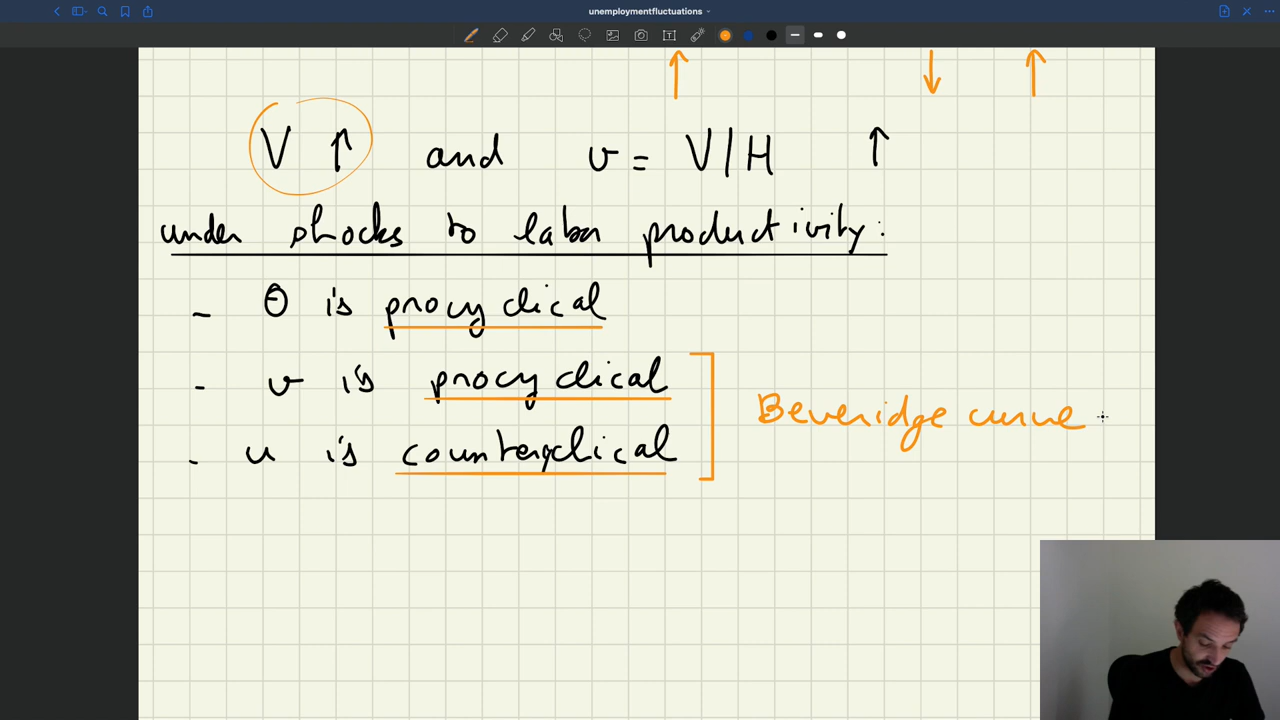 unemploymentfluctuations
↑ ↓ ↑
V ↑ and v = V/H ↑
under shocks to labor productivity:
- θ is procyclical
- v is procyclical
- u is countercyclical
Beveridge curve